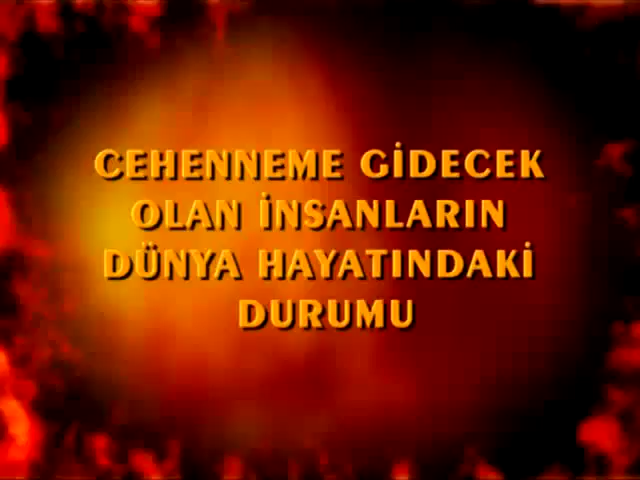 CEHENNEME GİDECEK
OLAN İNSANLARIN
DÜNYA HAYATINDAKİ
DURUMU